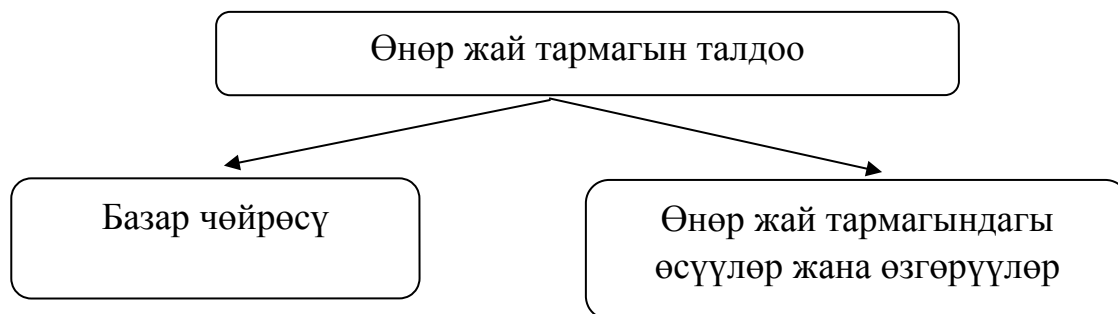 Өнөр жай тармагын талдоо
Базар чөйрөсү
Өнөр жай тармагындагы
өсүүлөр жана өзгөрүүлөр